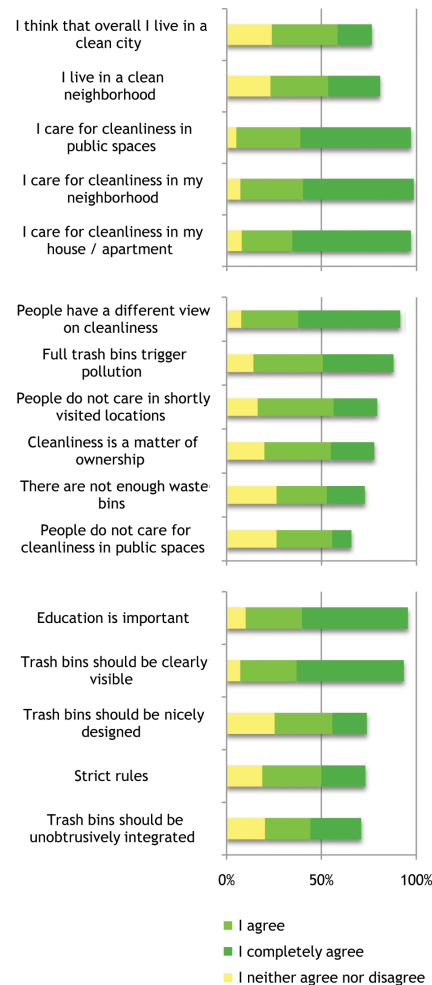 I think that overall I live in a
clean city
I live in a clean
neighborhood
I care for cleanliness in
public spaces
I care for cleanliness in my
neighborhood
I care for cleanliness in my
house / apartment
People have a different view
on cleanliness
Full trash bins trigger
pollution
People do not care in shortly
visited locations
Cleanliness is a matter of
ownership
There are not enough waste
bins
People do not care for
cleanliness in public spaces
Education is important
Trash bins should be clearly
visible
Trash bins should be nicely
designed
Strict rules
Trash bins should be
unobtrusively integrated
0% 50% 100%
I agree
I completely agree
I neither agree nor disagree